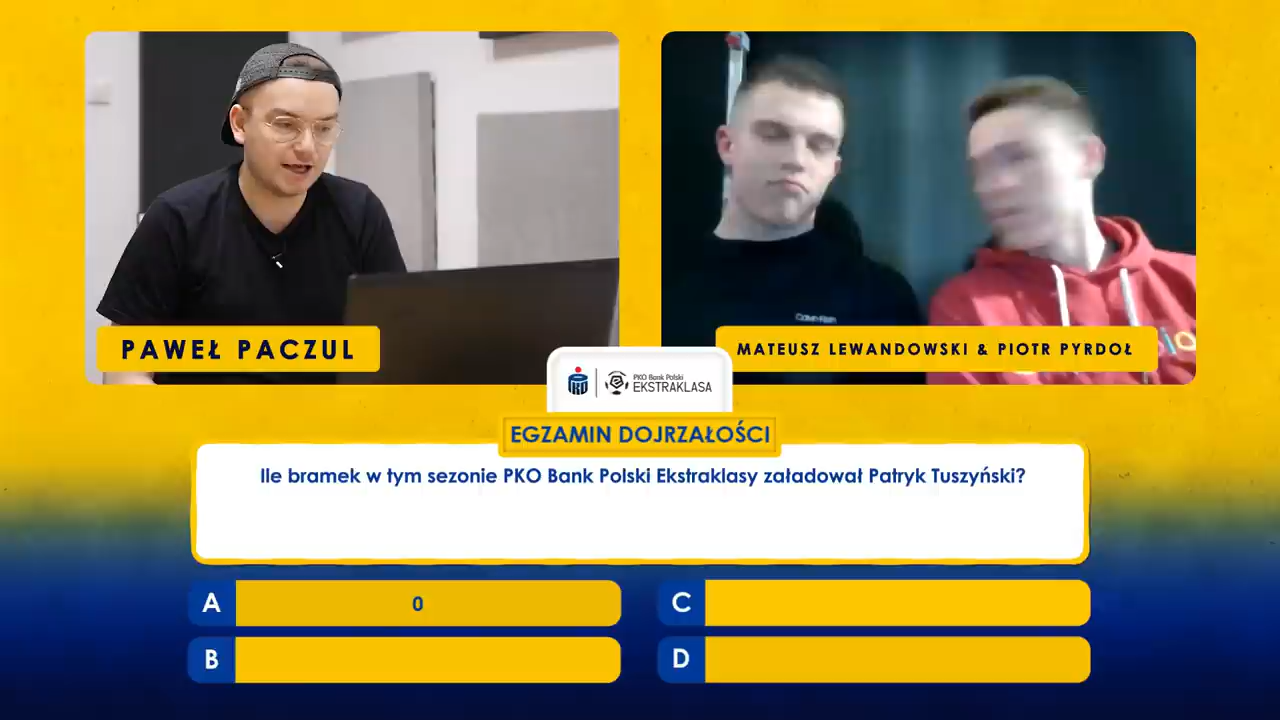 PAWEŁ PACZUL
MATEUSZ LEWANDOWSKI & PIOTR PYRDOŁ
PKO Bank Polski
EKSTRAKLASA
EGZAMIN DOJRZAŁOŚCI
Ile bramek w tym sezonie PKO Bank Polski Ekstraklasy załadował Patryk Tuszyński?
A 0
C
B
D